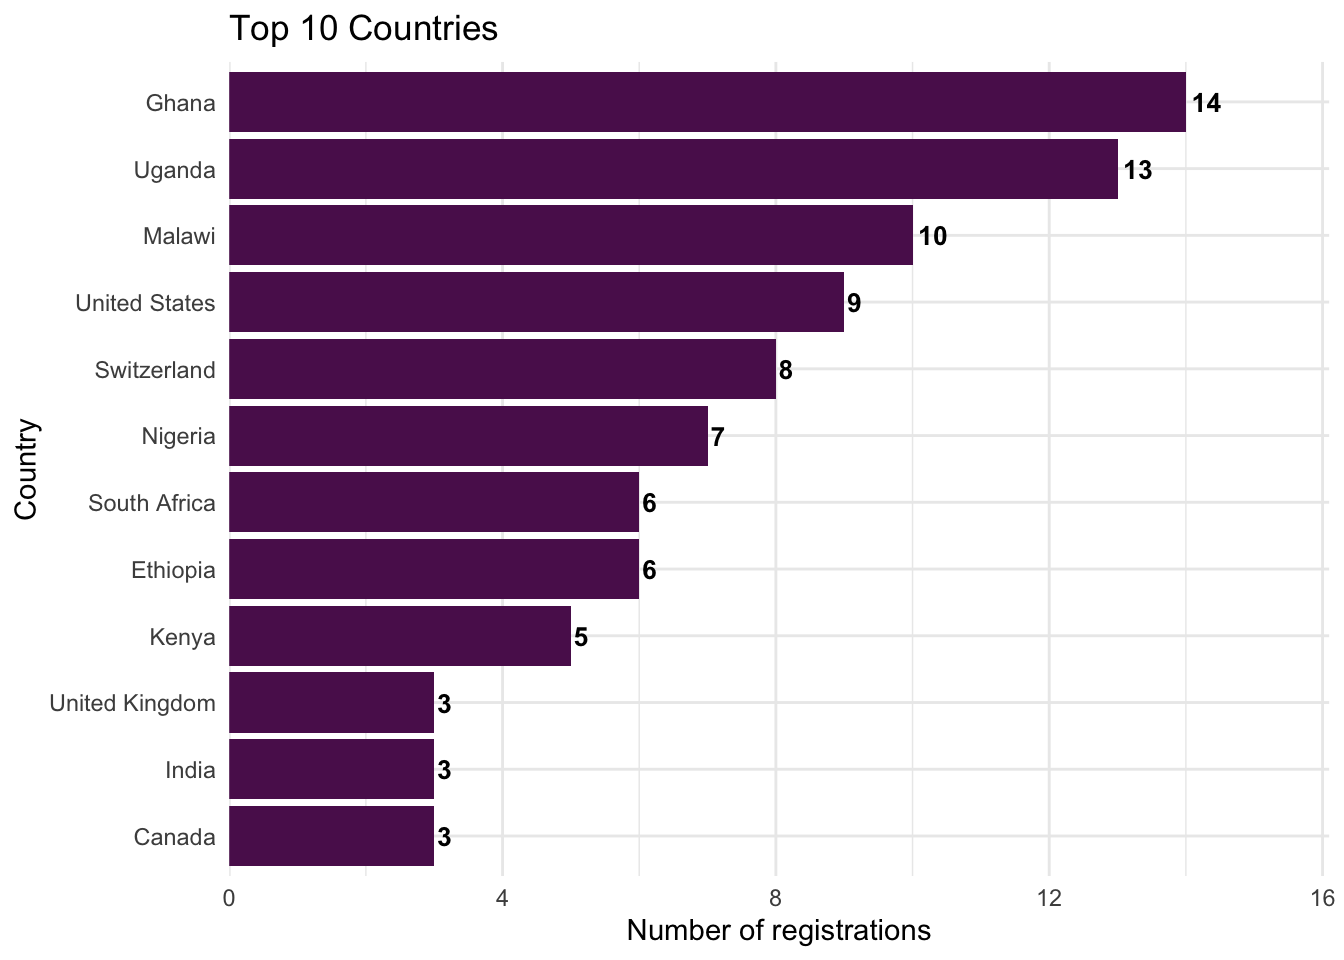 Top 10 Countries
Ghana 14
Uganda 13
Malawi 10
United States 9
Switzerland 8
Nigeria 7
South Africa 6
Ethiopia 6
Kenya 5
United Kingdom 3
India 3
Canada 3
Country
0 4 8 12 16
Number of registrations